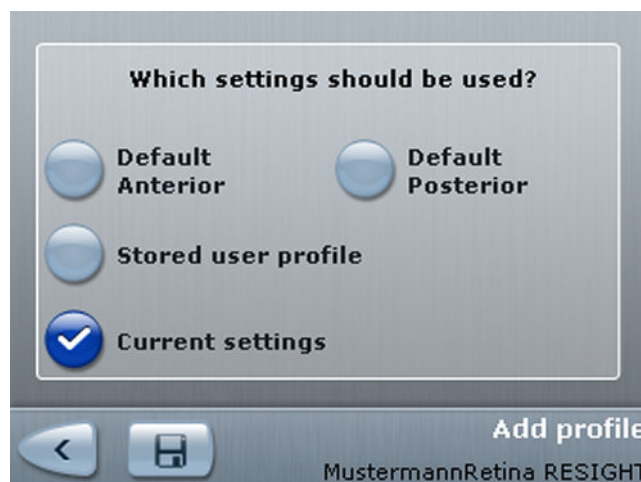 Which settings should be used?
Default Default
Anterior Posterior
Stored user profile
Current settings
Add profile
MustermannRetina RESIGHT